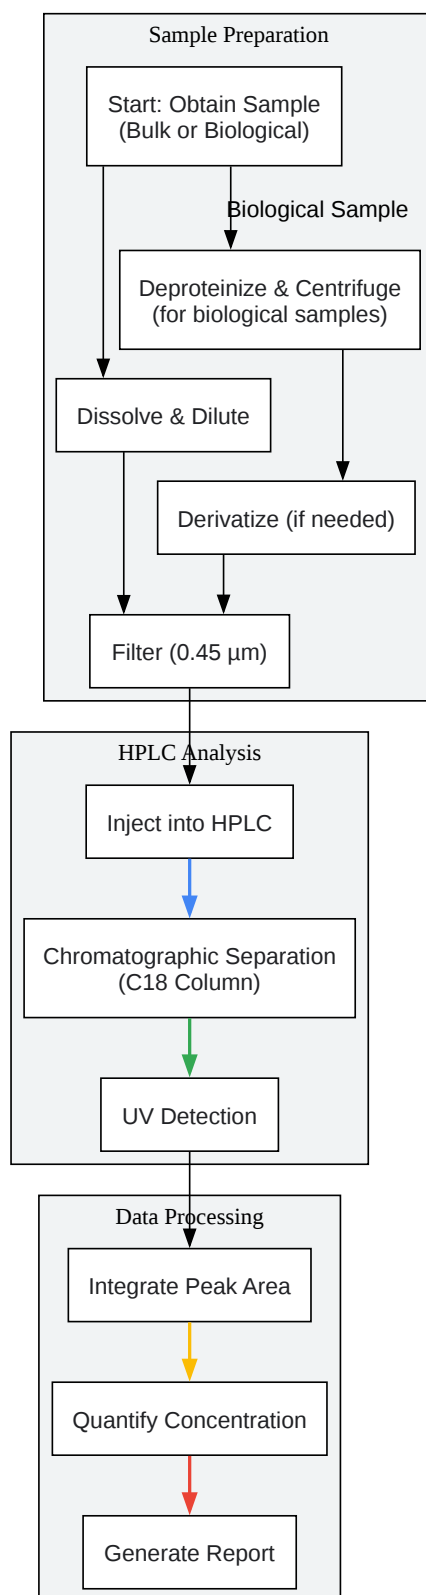 Sample Preparation
Start: Obtain Sample
(Bulk or Biological)
Biological Sample
Deproteinize & Centrifuge
(for biological samples)
Dissolve & Dilute
Derivatize (if needed)
Filter (0.45 µm)
HPLC Analysis
Inject into HPLC
Chromatographic Separation
(C18 Column)
UV Detection
Data Processing
Integrate Peak Area
Quantify Concentration
Generate Report